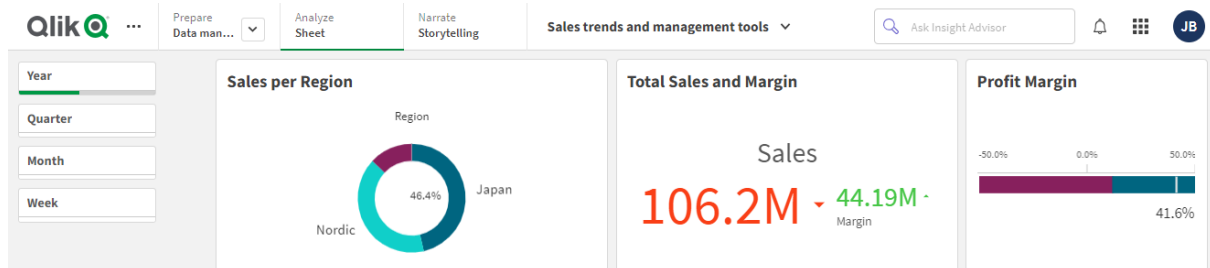 Qlik
...
Prepare
Data man...
Analyze
Sheet
Narrate
Storytelling
Sales trends and management tools
Ask Insight Advisor
JB
Year
Quarter
Month
Week
Sales per Region
Region
46.4%
Japan
Nordic
Total Sales and Margin
Sales
106.2M
44.19M
Margin
Profit Margin
-50.0% 0.0% 50.0%
41.6%